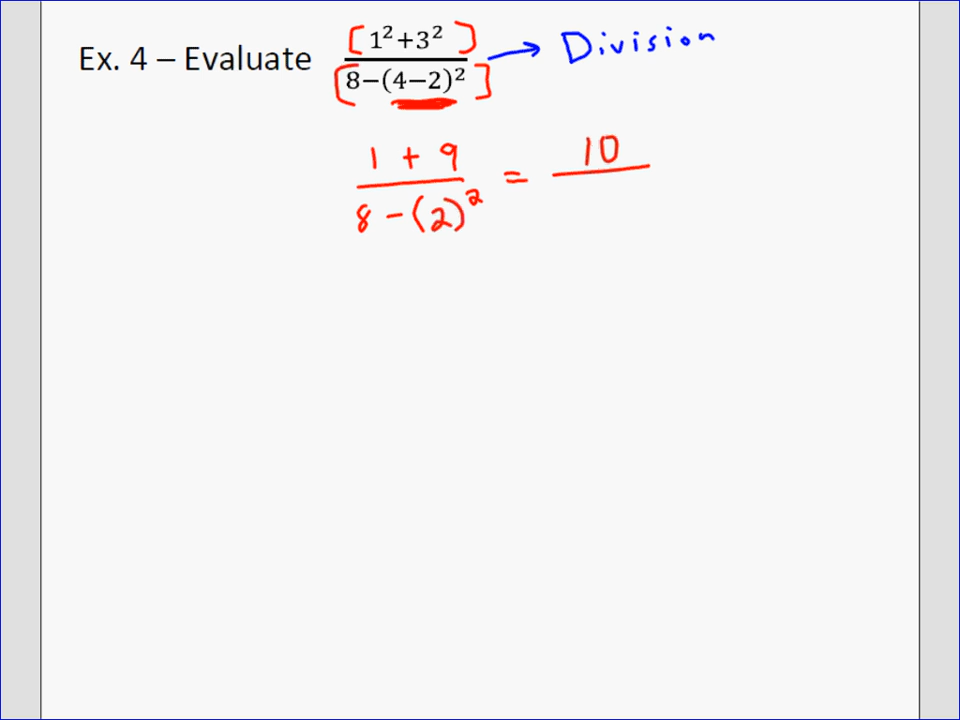 Ex. 4 – Evaluate [1²+3²] / [8−(4−2)²] → Division
1 + 9 / 8 − (2)² = 10